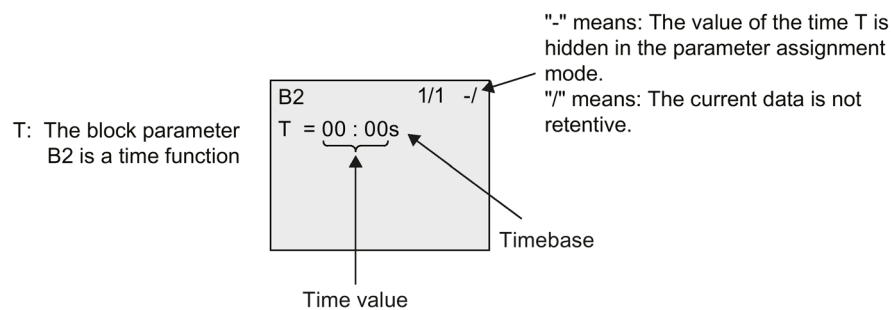 "-" means: The value of the time T is
hidden in the parameter assignment
mode.
"/" means: The current data is not
retentive.
B2 1/1 -/
T = 00 : 00s
T: The block parameter
B2 is a time function
Timebase
Time value